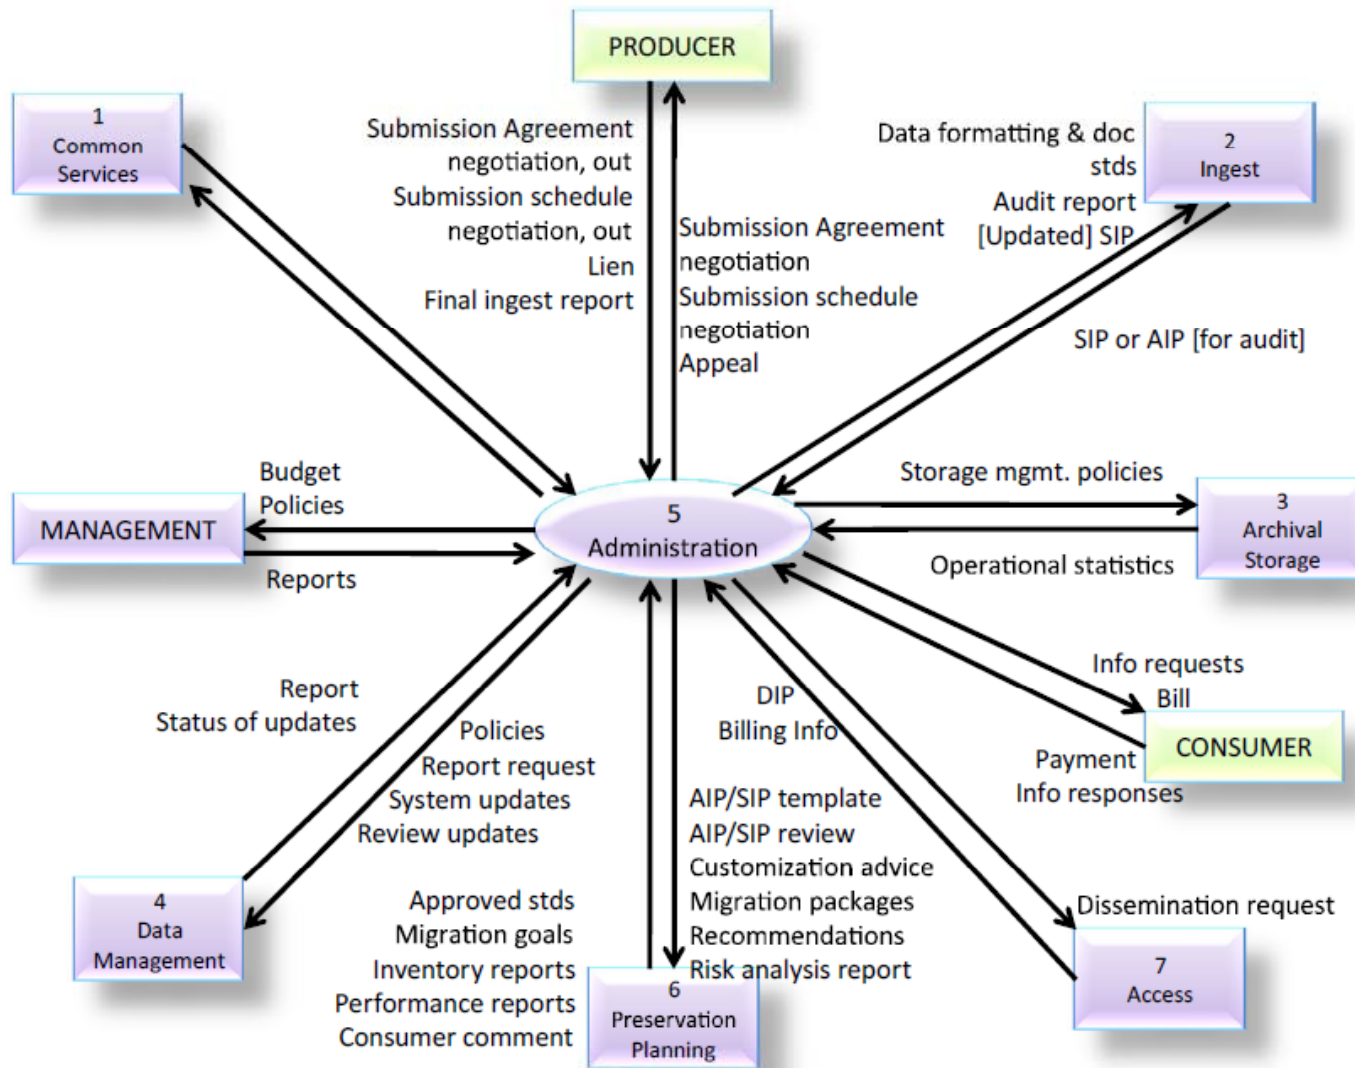 PRODUCER
1
Common
Services
Submission Agreement
negotiation, out
Submission schedule
negotiation, out
Lien
Final ingest report
Submission Agreement
negotiation
Submission schedule
negotiation
Appeal
Data formatting & doc
stds
Audit report
[Updated] SIP
2
Ingest
SIP or AIP [for audit]
Budget
Policies
MANAGEMENT
Reports
5
Administration
Storage mgmt. policies
3
Archival
Storage
Operational statistics
Info requests
Bill
CONSUMER
Payment
Info responses
Report
Status of updates
Policies
Report request
System updates
Review updates
4
Data
Management
DIP
Billing Info
AIP/SIP template
AIP/SIP review
Customization advice
Migration packages
Recommendations
Risk analysis report
Approved stds
Migration goals
Inventory reports
Performance reports
Consumer comment
6
Preservation
Planning
Dissemination request
7
Access